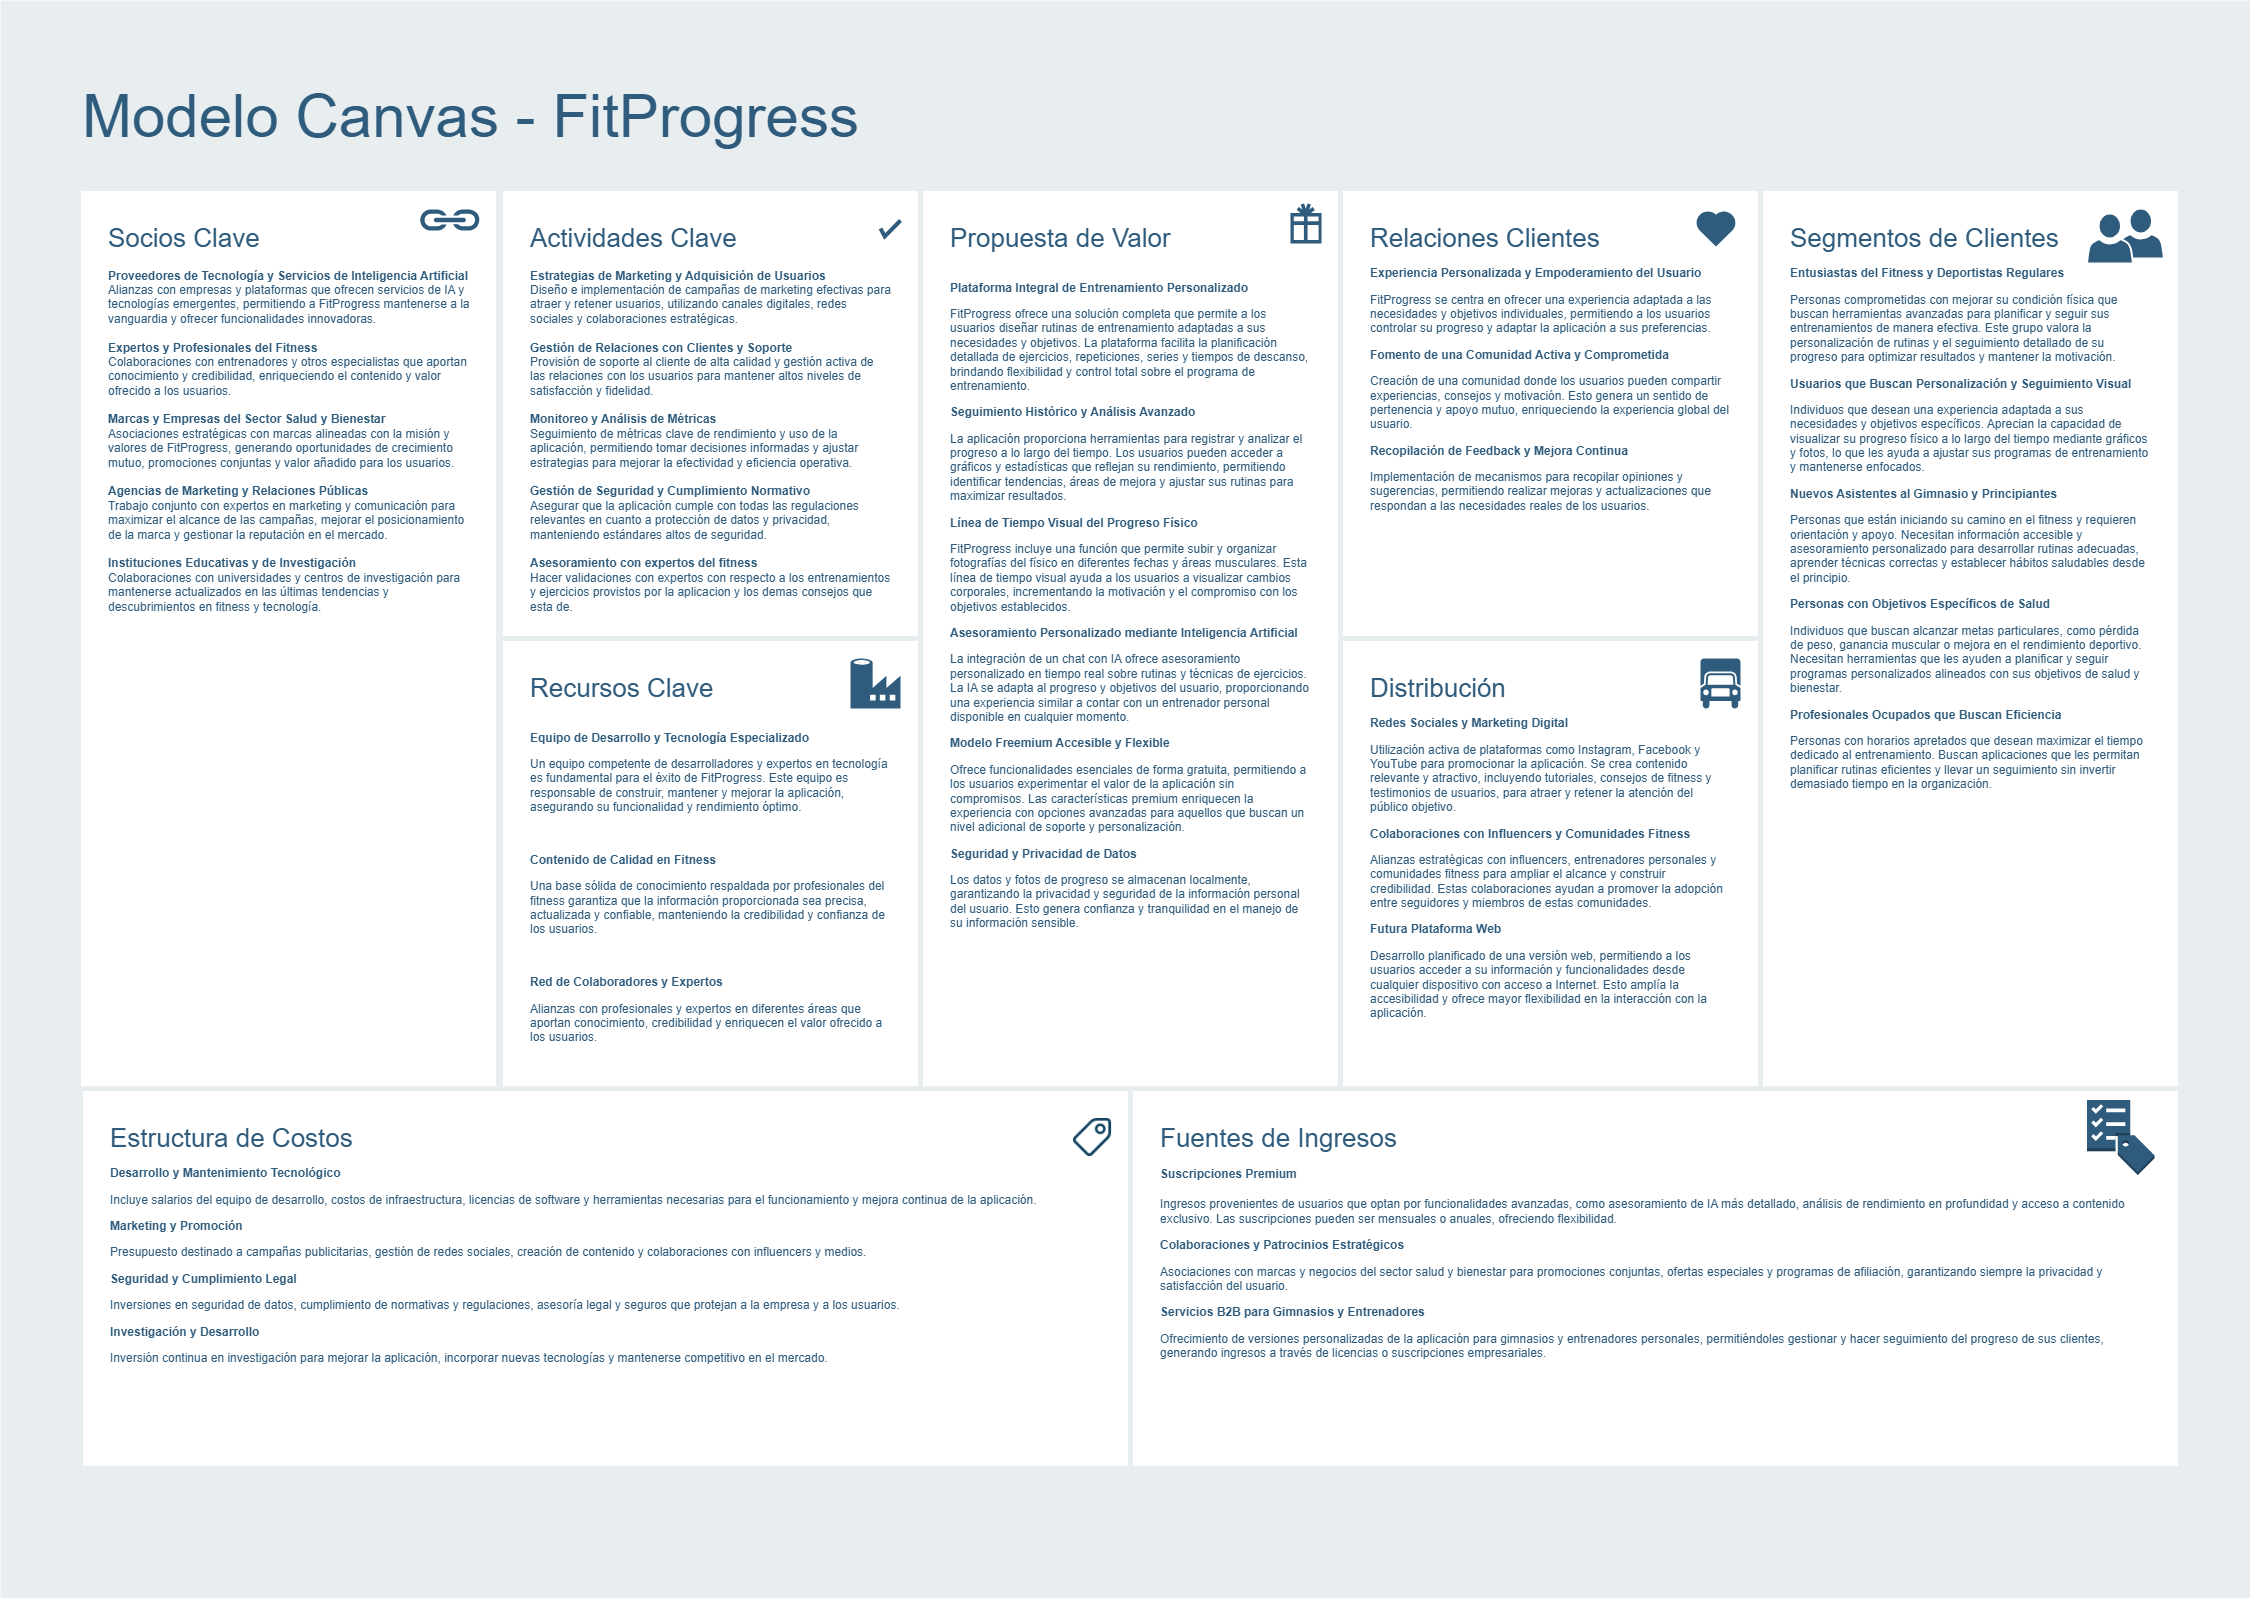 Modelo Canvas - FitProgress
Socios Clave
Proveedores de Tecnología y Servicios de Inteligencia Artificial
Alianzas con empresas y plataformas que ofrecen servicios de IA y
tecnologías emergentes, permitiendo a FitProgress mantenerse a la
vanguardia y ofrecer funcionalidades innovadoras.
Expertos y Profesionales del Fitness
Colaboraciones con entrenadores y otros especialistas que aportan
conocimiento y credibilidad, enriqueciendo el contenido y valor
ofrecido a los usuarios.
Marcas y Empresas del Sector Salud y Bienestar
Asociaciones estratégicas con marcas alineadas con la misión y
valores de FitProgress, generando oportunidades de crecimiento
mutuo, promociones conjuntas y valor añadido para los usuarios.
Agencias de Marketing y Relaciones Públicas
Trabajo conjunto con expertos en marketing y comunicación para
maximizar el alcance de las campañas, mejorar el posicionamiento
de la marca y gestionar la reputación en el mercado.
Instituciones Educativas y de Investigación
Colaboraciones con universidades y centros de investigación para
mantenerse actualizados en las últimas tendencias y
descubrimientos en fitness y tecnología.
Actividades Clave
Estrategias de Marketing y Adquisición de Usuarios
Diseño e implementación de campañas de marketing efectivas para
atraer y retener usuarios, utilizando canales digitales, redes
sociales y colaboraciones estratégicas.
Gestión de Relaciones con Clientes y Soporte
Provisión de soporte al cliente de alta calidad y gestión activa de
las relaciones con los usuarios para mantener altos niveles de
satisfacción y fidelidad.
Monitoreo y Análisis de Métricas
Seguimiento de métricas clave de rendimiento y uso de la
aplicación, permitiendo tomar decisiones informadas y ajustar
estrategias para mejorar la efectividad y eficiencia operativa.
Gestión de Seguridad y Cumplimiento Normativo
Asegurar que la aplicación cumple con todas las regulaciones
relevantes en cuanto a protección de datos y privacidad,
manteniendo estándares altos de seguridad.
Asesoramiento con expertos del fitness
Hacer validaciones con expertos con respecto a los entrenamientos
y ejercicios provistos por la aplicacion y los demas consejos que
esta de.
Recursos Clave
Equipo de Desarrollo y Tecnología Especializado
Un equipo competente de desarrolladores y expertos en tecnología
es fundamental para el éxito de FitProgress. Este equipo es
responsable de construir, mantener y mejorar la aplicación,
asegurando su funcionalidad y rendimiento óptimo.
Contenido de Calidad en Fitness
Una base sólida de conocimiento respaldada por profesionales del
fitness garantiza que la información proporcionada sea precisa,
actualizada y confiable, manteniendo la credibilidad y confianza de
los usuarios.
Red de Colaboradores y Expertos
Alianzas con profesionales y expertos en diferentes áreas que
aportan conocimiento, credibilidad y enriquecen el valor ofrecido a
los usuarios.
Propuesta de Valor
Plataforma Integral de Entrenamiento Personalizado
FitProgress ofrece una solución completa que permite a los
usuarios diseñar rutinas de entrenamiento adaptadas a sus
necesidades y objetivos. La plataforma facilita la planificación
detallada de ejercicios, repeticiones, series y tiempos de descanso,
brindando flexibilidad y control total sobre el programa de
entrenamiento.
Seguimiento Histórico y Análisis Avanzado
La aplicación proporciona herramientas para registrar y analizar el
progreso a lo largo del tiempo. Los usuarios pueden acceder a
gráficos y estadísticas que reflejan su rendimiento, permitiendo
identificar tendencias, áreas de mejora y ajustar sus rutinas para
maximizar resultados.
Línea de Tiempo Visual del Progreso Físico
FitProgress incluye una función que permite subir y organizar
fotografías del físico en diferentes fechas y áreas musculares. Esta
línea de tiempo visual ayuda a los usuarios a visualizar cambios
corporales, incrementando la motivación y el compromiso con los
objetivos establecidos.
Asesoramiento Personalizado mediante Inteligencia Artificial
La integración de un chat con IA ofrece asesoramiento
personalizado en tiempo real sobre rutinas y técnicas de ejercicios.
La IA se adapta al progreso y objetivos del usuario, proporcionando
una experiencia similar a contar con un entrenador personal
disponible en cualquier momento.
Modelo Freemium Accesible y Flexible
Ofrece funcionalidades esenciales de forma gratuita, permitiendo a
los usuarios experimentar el valor de la aplicación sin
compromisos. Las características premium enriquecen la
experiencia con opciones avanzadas para aquellos que buscan un
nivel adicional de soporte y personalización.
Seguridad y Privacidad de Datos
Los datos y fotos de progreso se almacenan localmente,
garantizando la privacidad y seguridad de la información personal
del usuario. Esto genera confianza y tranquilidad en el manejo de
su información sensible.
Relaciones Clientes
Experiencia Personalizada y Empoderamiento del Usuario
FitProgress se centra en ofrecer una experiencia adaptada a las
necesidades y objetivos individuales, permitiendo a los usuarios
controlar su progreso y adaptar la aplicación a sus preferencias.
Fomento de una Comunidad Activa y Comprometida
Creación de una comunidad donde los usuarios pueden compartir
experiencias, consejos y motivación. Esto genera un sentido de
pertenencia y apoyo mutuo, enriqueciendo la experiencia global del
usuario.
Recopilación de Feedback y Mejora Continua
Implementación de mecanismos para recopilar opiniones y
sugerencias, permitiendo realizar mejoras y actualizaciones que
respondan a las necesidades reales de los usuarios.
Distribución
Redes Sociales y Marketing Digital
Utilización activa de plataformas como Instagram, Facebook y
YouTube para promocionar la aplicación. Se crea contenido
relevante y atractivo, incluyendo tutoriales, consejos de fitness y
testimonios de usuarios, para atraer y retener la atención del
público objetivo.
Colaboraciones con Influencers y Comunidades Fitness
Alianzas estratégicas con influencers, entrenadores personales y
comunidades fitness para ampliar el alcance y construir
credibilidad. Estas colaboraciones ayudan a promover la adopción
entre seguidores y miembros de estas comunidades.
Futura Plataforma Web
Desarrollo planificado de una versión web, permitiendo a los
usuarios acceder a su información y funcionalidades desde
cualquier dispositivo con acceso a Internet. Esto amplía la
accesibilidad y ofrece mayor flexibilidad en la interacción con la
aplicación.
Segmentos de Clientes
Entusiastas del Fitness y Deportistas Regulares
Personas comprometidas con mejorar su condición física que
buscan herramientas avanzadas para planificar y seguir sus
entrenamientos de manera efectiva. Este grupo valora la
personalización de rutinas y el seguimiento detallado de su
progreso para optimizar resultados y mantener la motivación.
Usuarios que Buscan Personalización y Seguimiento Visual
Individuos que desean una experiencia adaptada a sus
necesidades y objetivos específicos. Aprecian la capacidad de
visualizar su progreso físico a lo largo del tiempo mediante gráficos
y fotos, lo que les ayuda a ajustar sus programas de entrenamiento
y mantenerse enfocados.
Nuevos Asistentes al Gimnasio y Principiantes
Personas que están iniciando su camino en el fitness y requieren
orientación y apoyo. Necesitan información accesible y
asesoramiento personalizado para desarrollar rutinas adecuadas,
aprender técnicas correctas y establecer hábitos saludables desde
el principio.
Personas con Objetivos Específicos de Salud
Individuos que buscan alcanzar metas particulares, como pérdida
de peso, ganancia muscular o mejora en el rendimiento deportivo.
Necesitan herramientas que les ayuden a planificar y seguir
programas personalizados alineados con sus objetivos de salud y
bienestar.
Profesionales Ocupados que Buscan Eficiencia
Personas con horarios apretados que desean maximizar el tiempo
dedicado al entrenamiento. Buscan aplicaciones que les permitan
planificar rutinas eficientes y llevar un seguimiento sin invertir
demasiado tiempo en la organización.
Estructura de Costos
Desarrollo y Mantenimiento Tecnológico
Incluye salarios del equipo de desarrollo, costos de infraestructura, licencias de software y herramientas necesarias para el funcionamiento y mejora continua de la aplicación.
Marketing y Promoción
Presupuesto destinado a campañas publicitarias, gestión de redes sociales, creación de contenido y colaboraciones con influencers y medios.
Seguridad y Cumplimiento Legal
Inversiones en seguridad de datos, cumplimiento de normativas y regulaciones, asesoría legal y seguros que protejan a la empresa y a los usuarios.
Investigación y Desarrollo
Inversión continua en investigación para mejorar la aplicación, incorporar nuevas tecnologías y mantenerse competitivo en el mercado.
Fuentes de Ingresos
Suscripciones Premium
Ingresos provenientes de usuarios que optan por funcionalidades avanzadas, como asesoramiento de IA más detallado, análisis de rendimiento en profundidad y acceso a contenido
exclusivo. Las suscripciones pueden ser mensuales o anuales, ofreciendo flexibilidad.
Colaboraciones y Patrocinios Estratégicos
Asociaciones con marcas y negocios del sector salud y bienestar para promociones conjuntas, ofertas especiales y programas de afiliación, garantizando siempre la privacidad y
satisfacción del usuario.
Servicios B2B para Gimnasios y Entrenadores
Ofrecimiento de versiones personalizadas de la aplicación para gimnasios y entrenadores personales, permitiéndoles gestionar y hacer seguimiento del progreso de sus clientes,
generando ingresos a través de licencias o suscripciones empresariales.